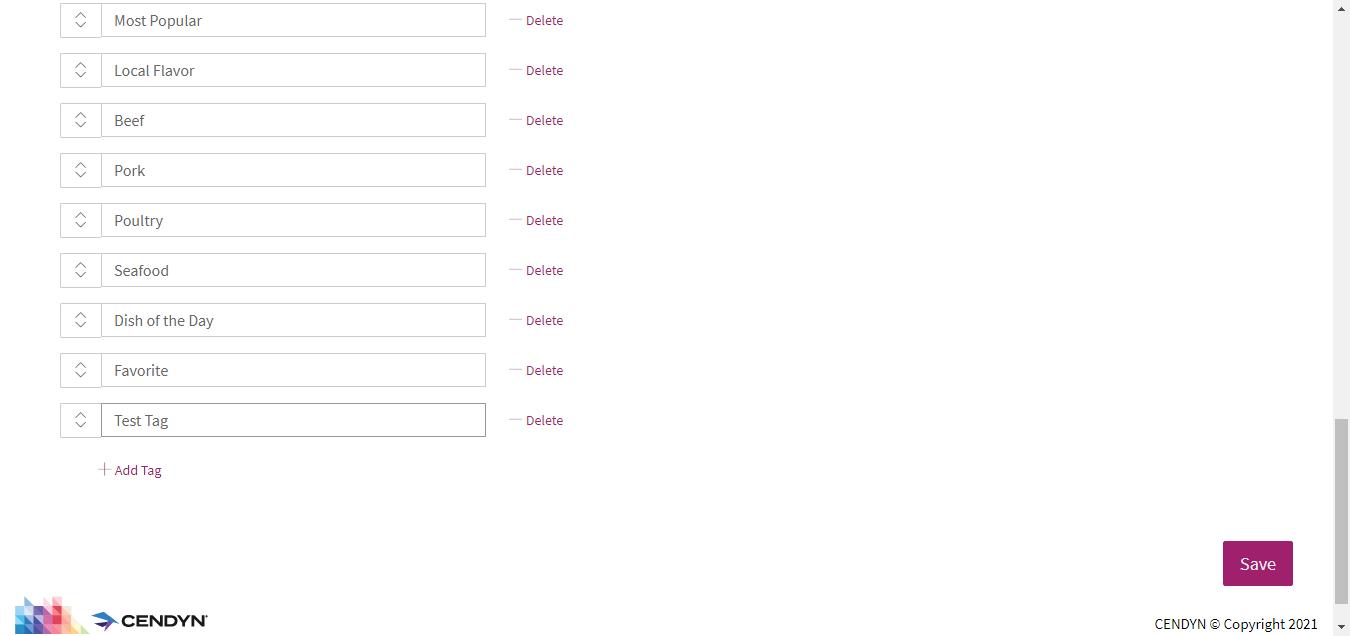 Most Popular Delete
Local Flavor Delete
Beef Delete
Pork Delete
Poultry Delete
Seafood Delete
Dish of the Day Delete
Favorite Delete
Test Tag Delete
Add Tag
Save
CENDYN
CENDYN © Copyright 2021